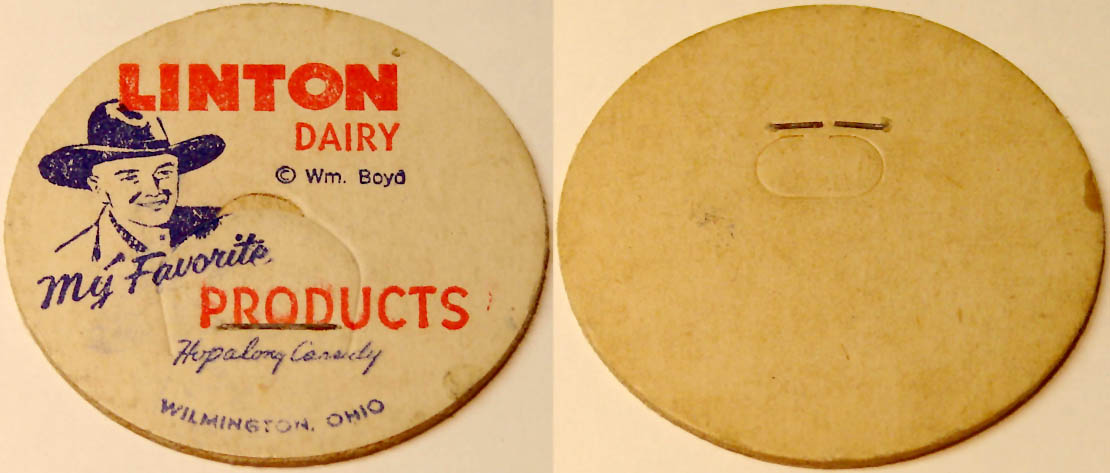 LINTON
DAIRY
© Wm. Boyd
My Favorite
PRODUCTS
Hopalong Cassidy
WILMINGTON, OHIO